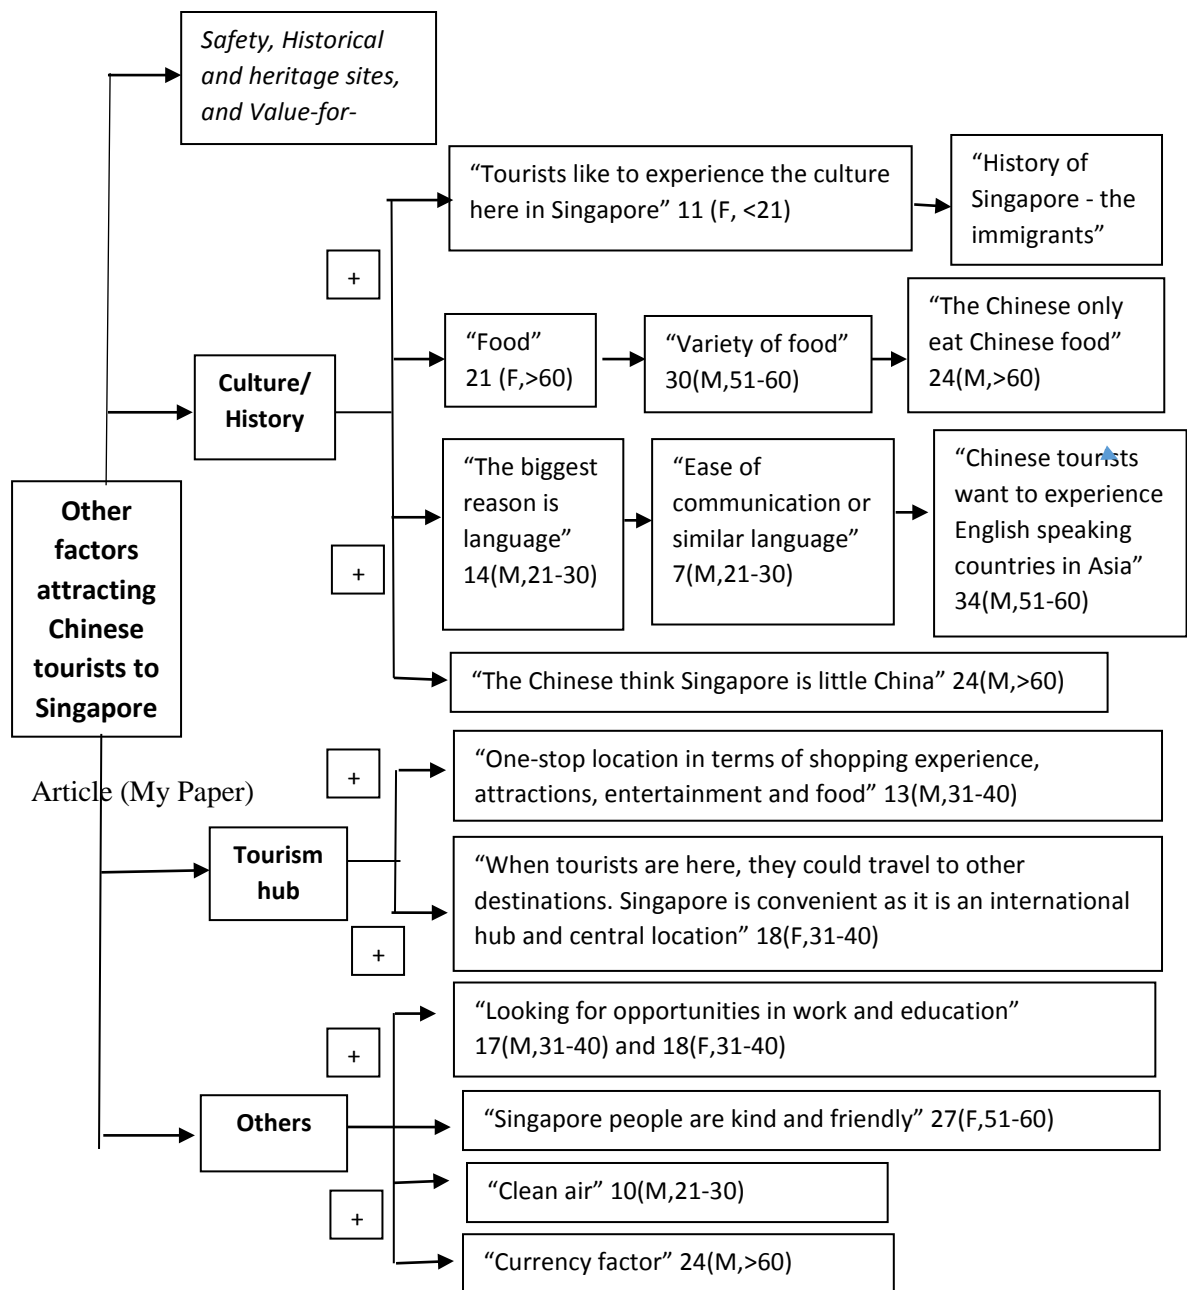 Safety, Historical
and heritage sites,
and Value-for-
“Tourists like to experience the culture
here in Singapore” 11 (F, <21)
“History of
Singapore - the
immigrants”
+
“Food”
21 (F,>60)
“Variety of food”
30(M,51-60)
“The Chinese only
eat Chinese food”
24(M,>60)
Culture/
History
“The biggest
reason is
language”
14(M,21-30)
“Ease of
communication or
similar language”
7(M,21-30)
“Chinese tourists
want to experience
English speaking
countries in Asia”
34(M,51-60)
+
Other
factors
attracting
Chinese
tourists to
Singapore
“The Chinese think Singapore is little China” 24(M,>60)
Article (My Paper)
+
“One-stop location in terms of shopping experience,
attractions, entertainment and food” 13(M,31-40)
Tourism
hub
“When tourists are here, they could travel to other
destinations. Singapore is convenient as it is an international
hub and central location” 18(F,31-40)
+
“Looking for opportunities in work and education”
17(M,31-40) and 18(F,31-40)
+
Others
“Singapore people are kind and friendly” 27(F,51-60)
“Clean air” 10(M,21-30)
+
“Currency factor” 24(M,>60)